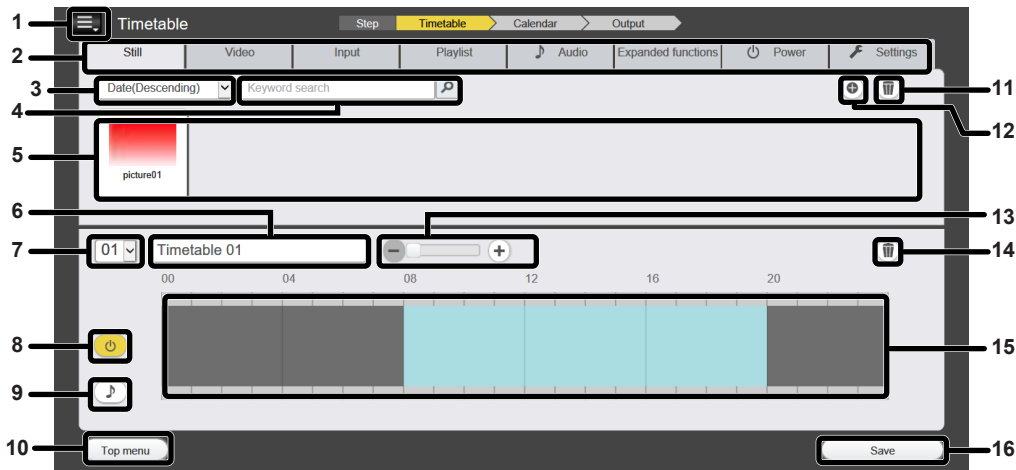 1
Timetable
Step
Timetable
Calendar
Output
2
Still
Video
Input
Playlist
Audio
Expanded functions
Power
Settings
3
Date(Descending)
Keyword search
4
11
12
5
picture01
6
13
7
01
Timetable 01
14
00
04
08
12
16
20
8
15
9
10
Top menu
Save
16